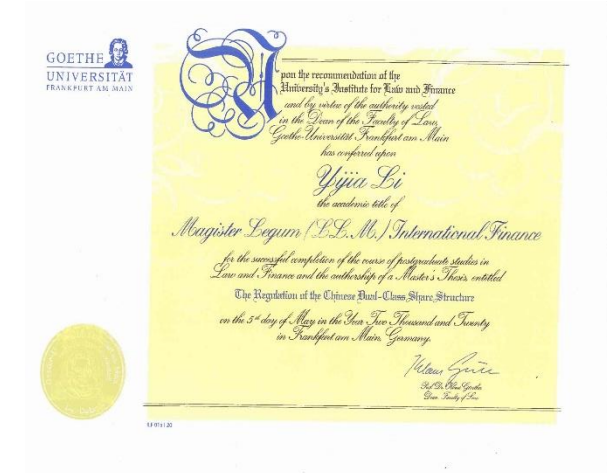 GOETHE
UNIVERSITÄT
FRANKFURT AM MAIN
Upon the recommendation of the
University's Institute for Law and Finance
and by virtue of the authority vested
in the Dean of the Faculty of Law,
Goethe-Universität Frankfurt am Main
has conferred upon
Yijia Li
the academic title of
Magister Legum (L.L.M.) International Finance
for the successful completion of the course of postgraduate studies in
Law and Finance and the authorship of a Master's Thesis, entitled
The Regulation of the Chinese Dual-Class Share Structure
on the 5th day of May in the Year Two Thousand and Twenty
in Frankfurt am Main, Germany.
Prof. Dr.
Dean Faculty of Law